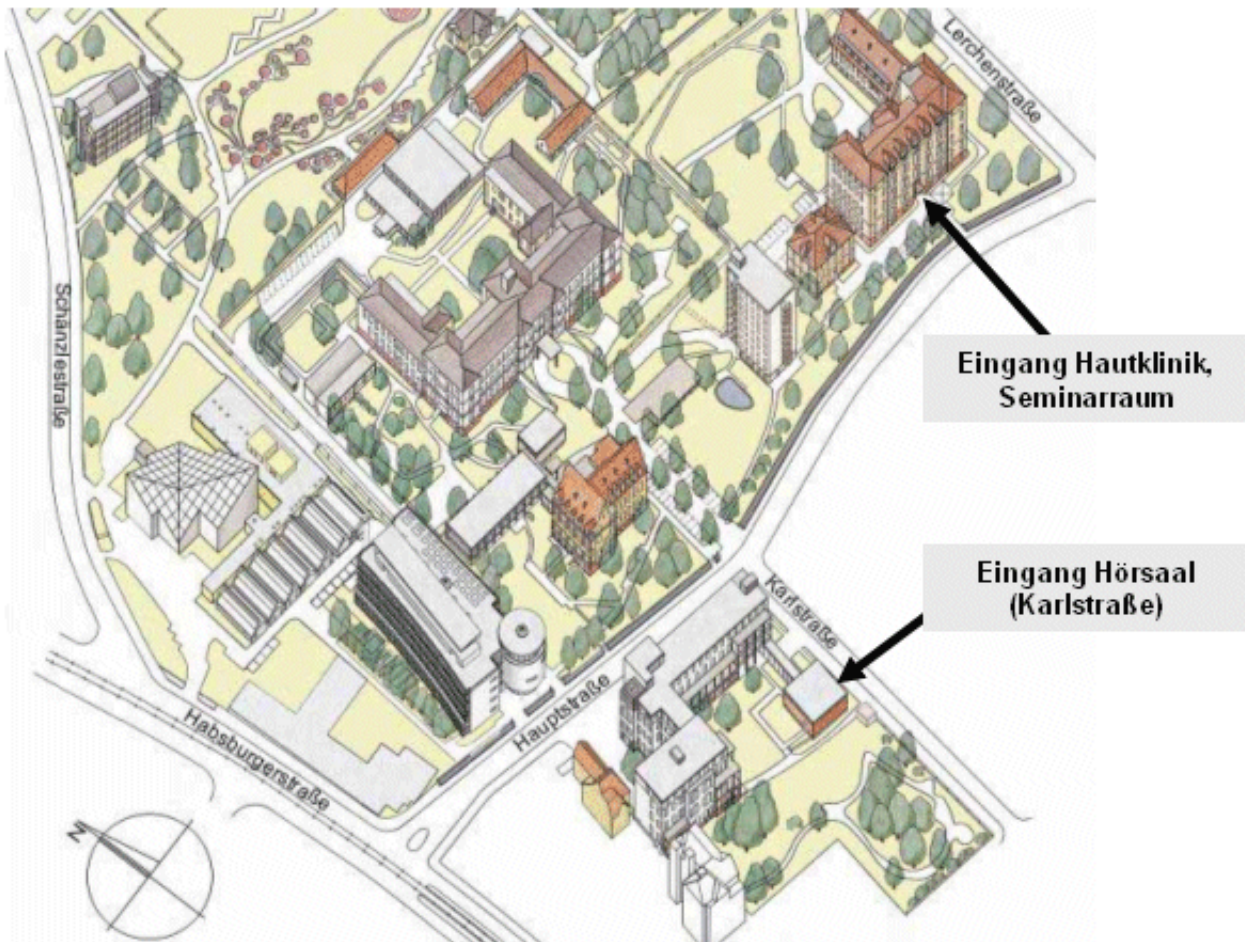 Lerchenstraße
Schänzlestraße
Eingang Hautklinik,
Seminarraum
Eingang Hörsaal
(Karlstraße)
Karlstraße
Hauptstraße
Habsburgerstraße
N